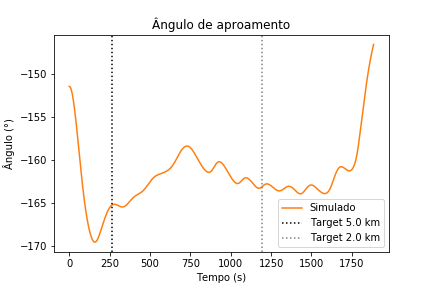 Ângulo de aproamento
Ângulo (°)
−150
−155
−160
−165
−170
0
250
500
750
1000
1250
1500
1750
Tempo (s)
Simulado
Target 5.0 km
Target 2.0 km